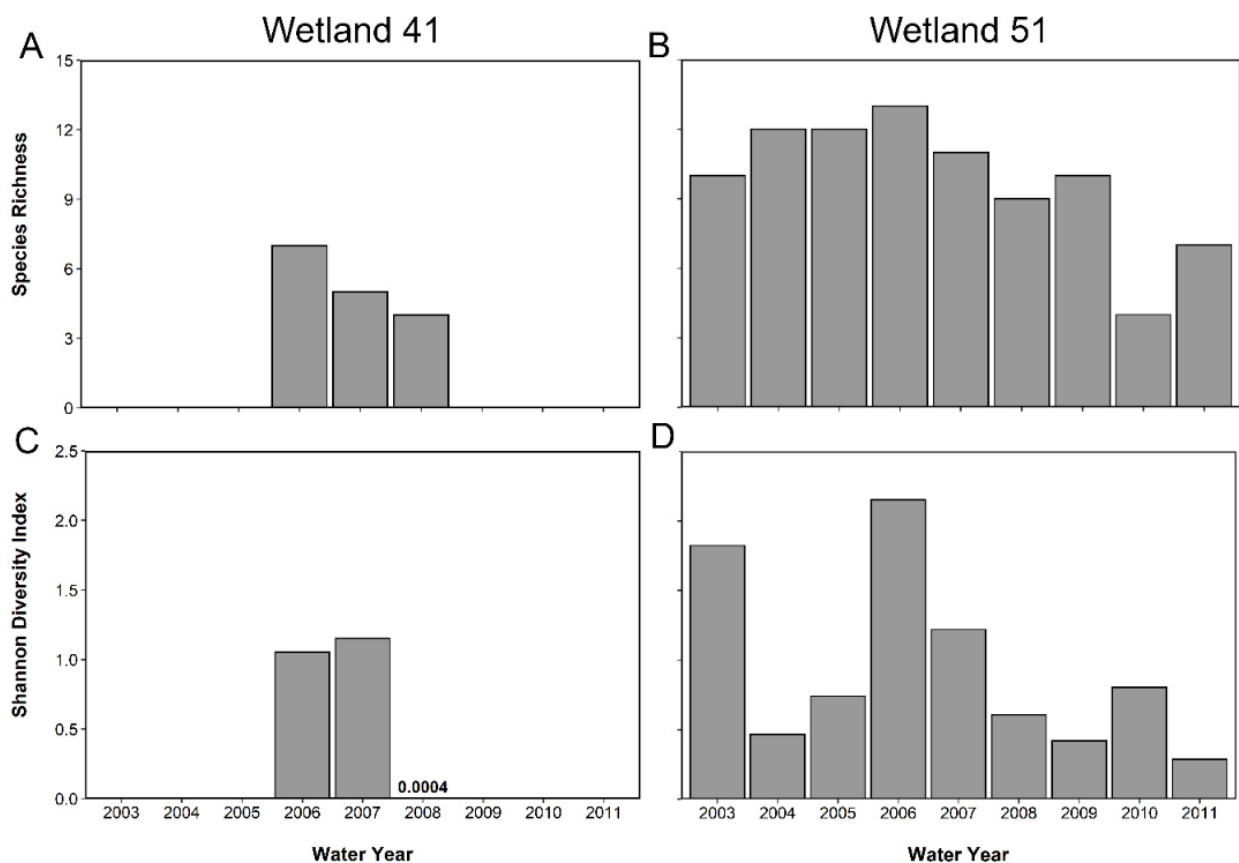 Wetland 41
Wetland 51
A
B
15
12
9
6
3
0
Species Richness
C
D
2.5
2.0
1.5
1.0
0.5
0.0
Shannon Diversity Index
0.0004
2003 2004 2005 2006 2007 2008 2009 2010 2011
2003 2004 2005 2006 2007 2008 2009 2010 2011
Water Year
Water Year